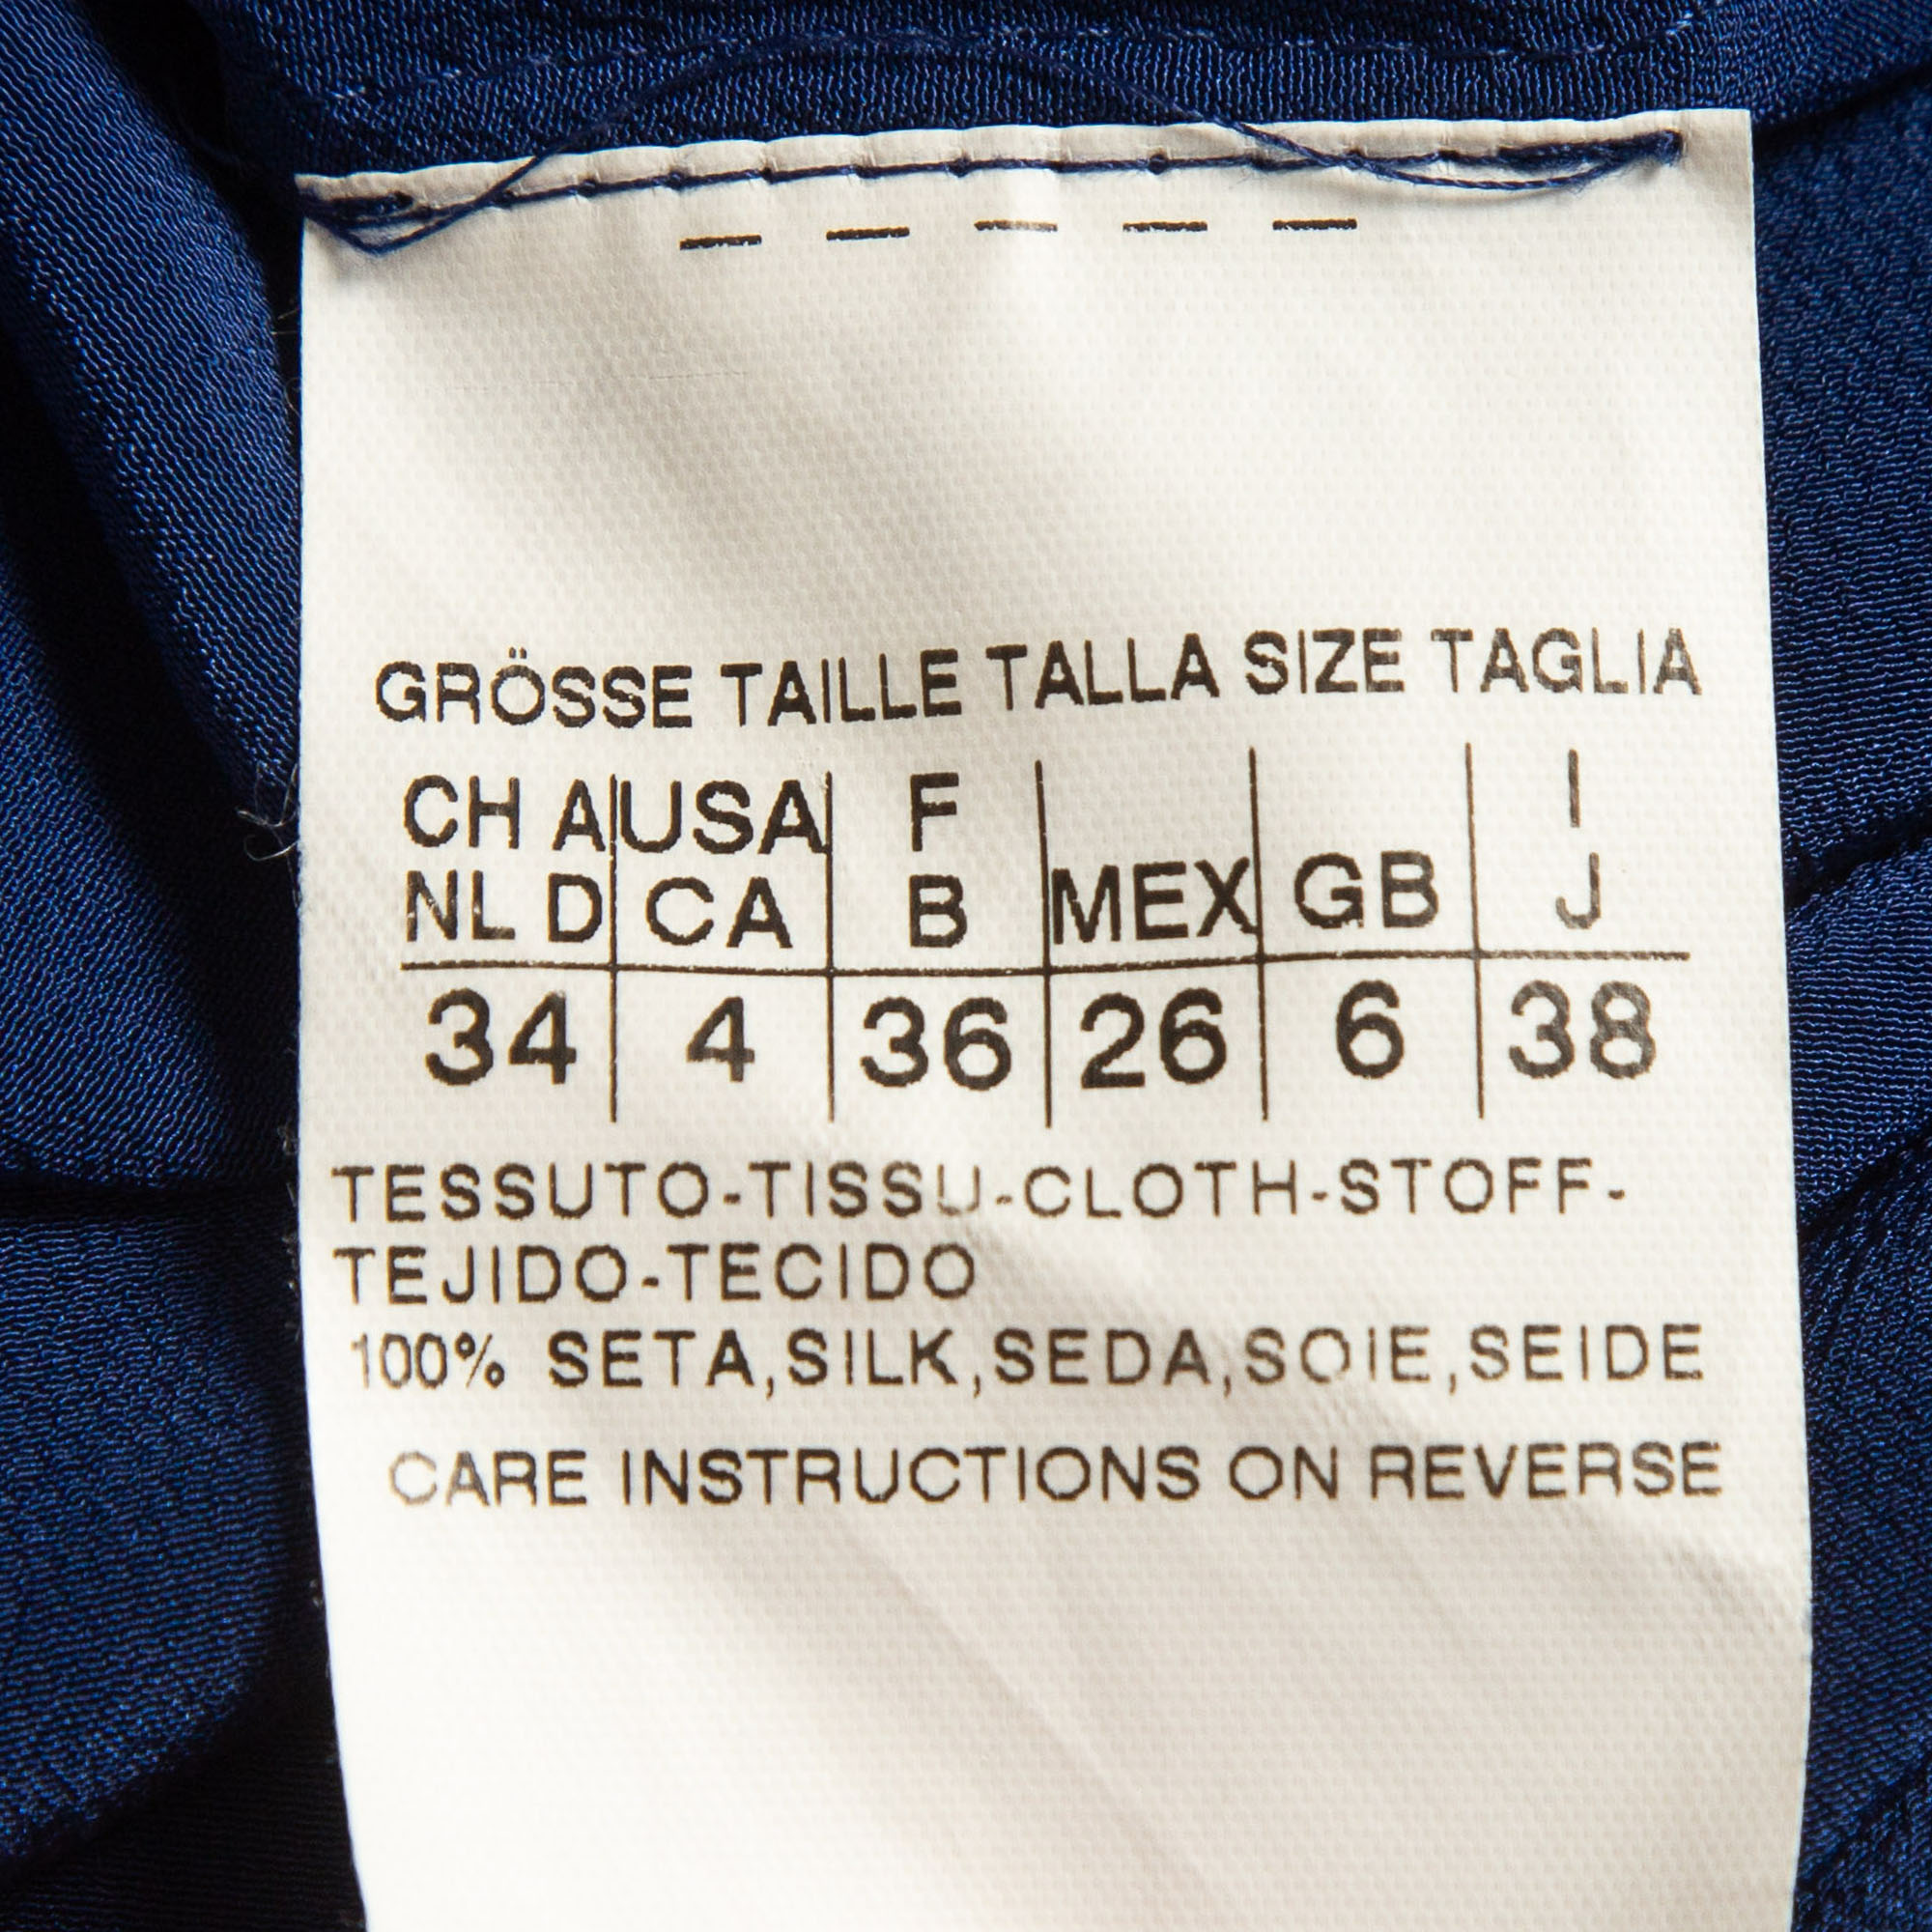 GRÖSSE TAILLE TALLA SIZE TAGLIA
CH A USA F I
NL D CA B MEX GB J
34 4 36 26 6 38
TESSUTO-TISSU-CLOTH-STOFF-
TEJIDO-TECIDO
100% SETA,SILK,SEDA,SOIE,SEIDE
CARE INSTRUCTIONS ON REVERSE